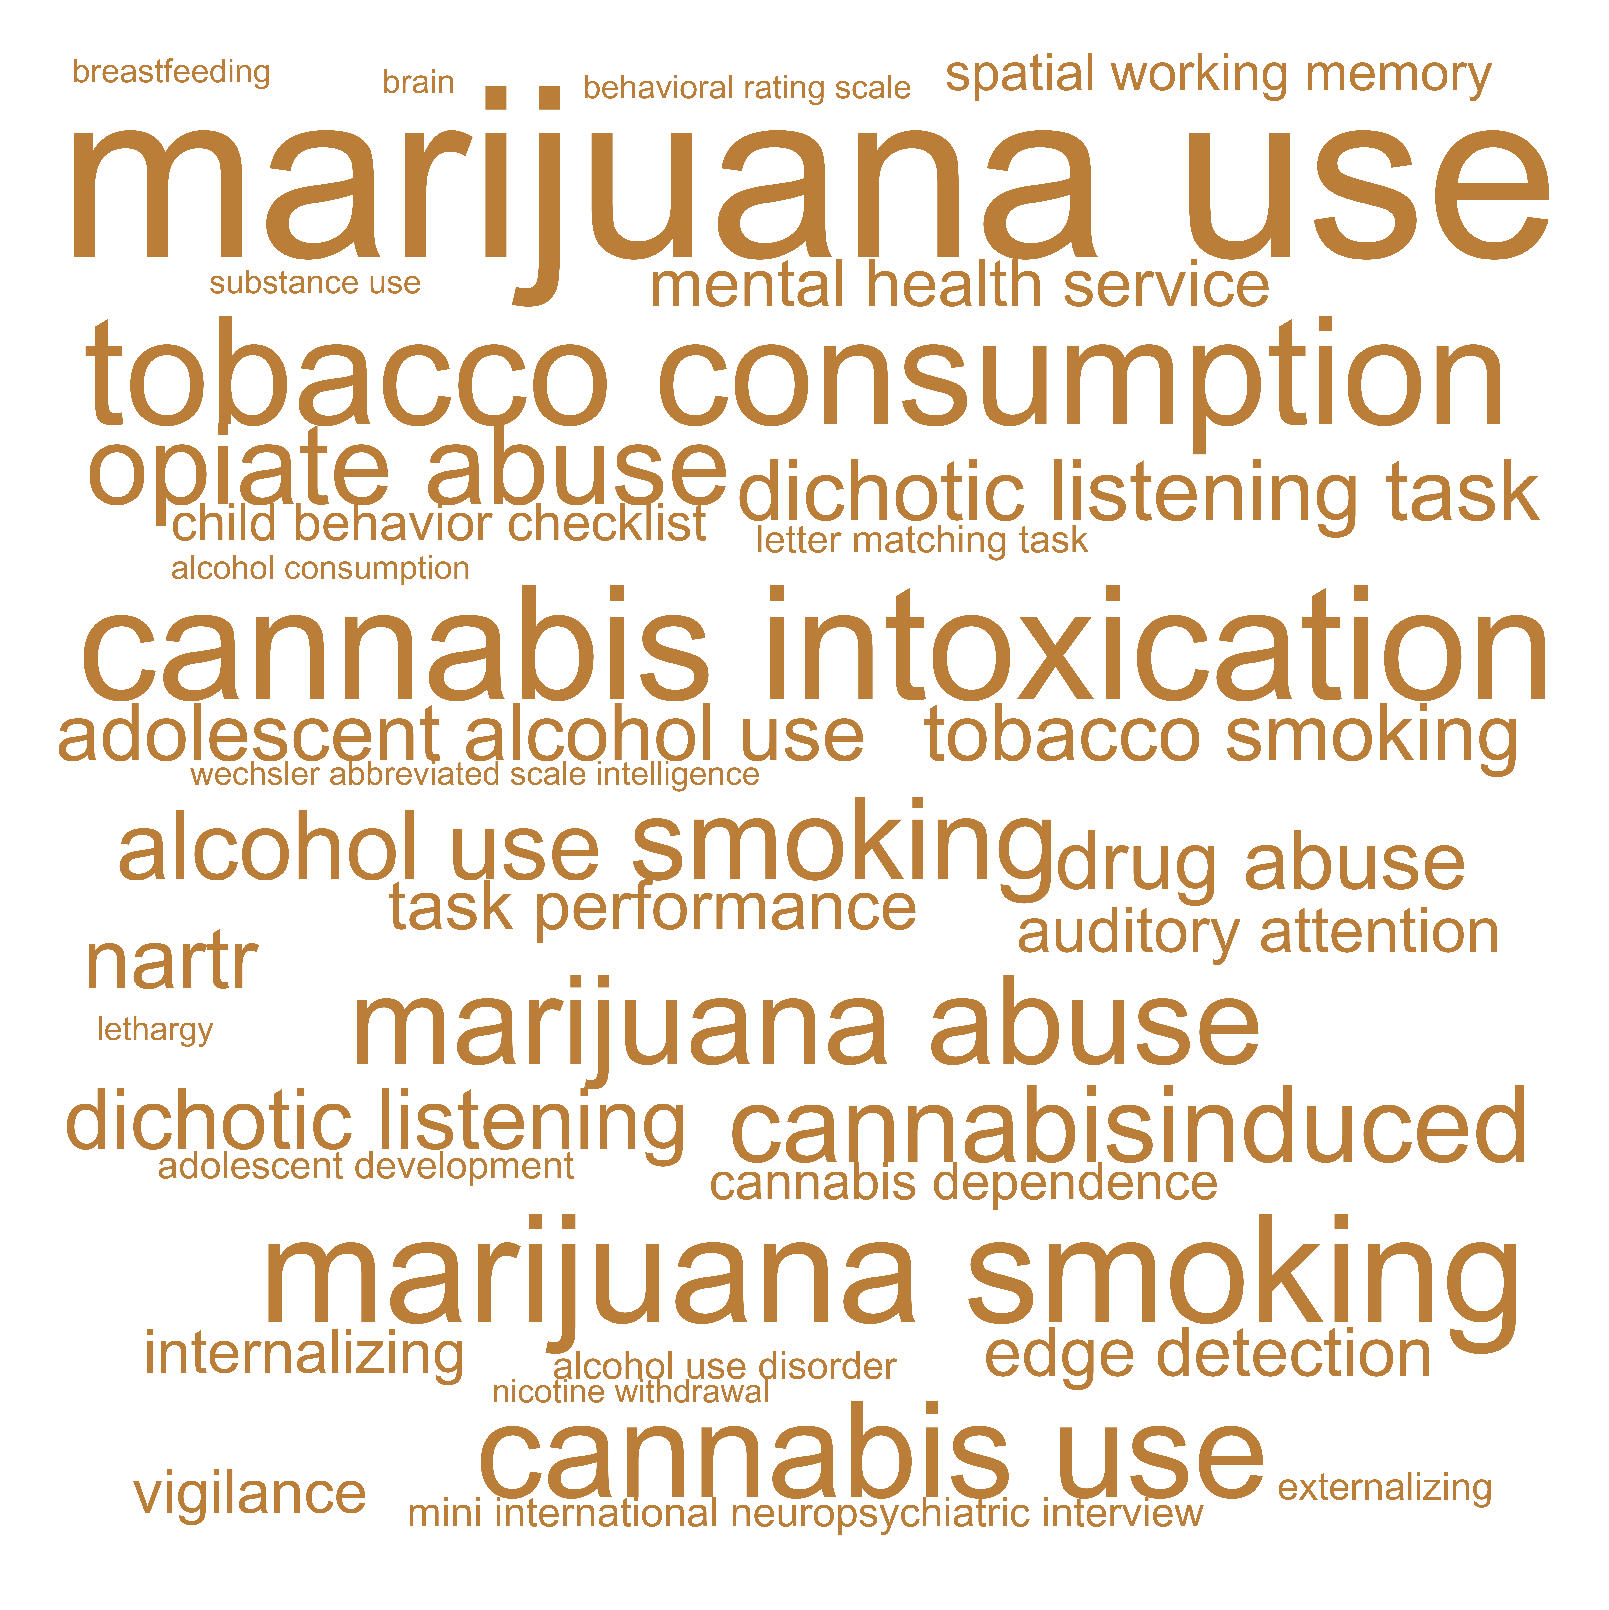 breastfeeding brain behavioral rating scale spatial working memory
marijuana use
substance use mental health service
tobacco consumption
opiate abuse dichotic listening task
child behavior checklist letter matching task
alcohol consumption
cannabis intoxication
adolescent alcohol use tobacco smoking
wechsler abbreviated scale intelligence
alcohol use smoking drug abuse
task performance auditory attention
nartr
lethargy marijuana abuse
dichotic listening cannabisinduced
adolescent development cannabis dependence
marijuana smoking
internalizing alcohol use disorder edge detection
nicotine withdrawal
cannabis use
vigilance mini international neuropsychiatric interview externalizing